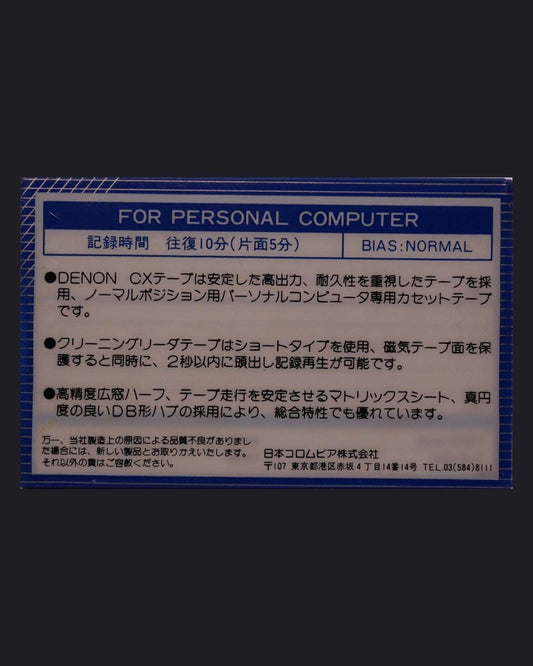 FOR PERSONAL COMPUTER
記録時間 往復10分(片面5分)
BIAS:NORMAL
●DENON CXテープは安定した高出力、耐久性を重視したテープを採
用、ノーマルポジション用パーソナルコンピュータ専用カセットテープ
です。
●クリーニングリーダテープはショートタイプを使用、磁気テープ面を保
護すると同時に、2秒以内に頭出し記録再生が可能です。
●高精度広窓ハーフ、テープ走行を安定させるマトリックスシート、真円
度の良いDB形ハブの採用により、総合特性でも優れています。
万一、当社製造上の原因による品質不良がありまし
た場合には、新しい製品とお取りかえいたします。
それ以外の責はご容赦ください。
日本コロムビア株式会社
〒107 東京都港区赤坂4丁目14番14号 TEL.03(584)8111